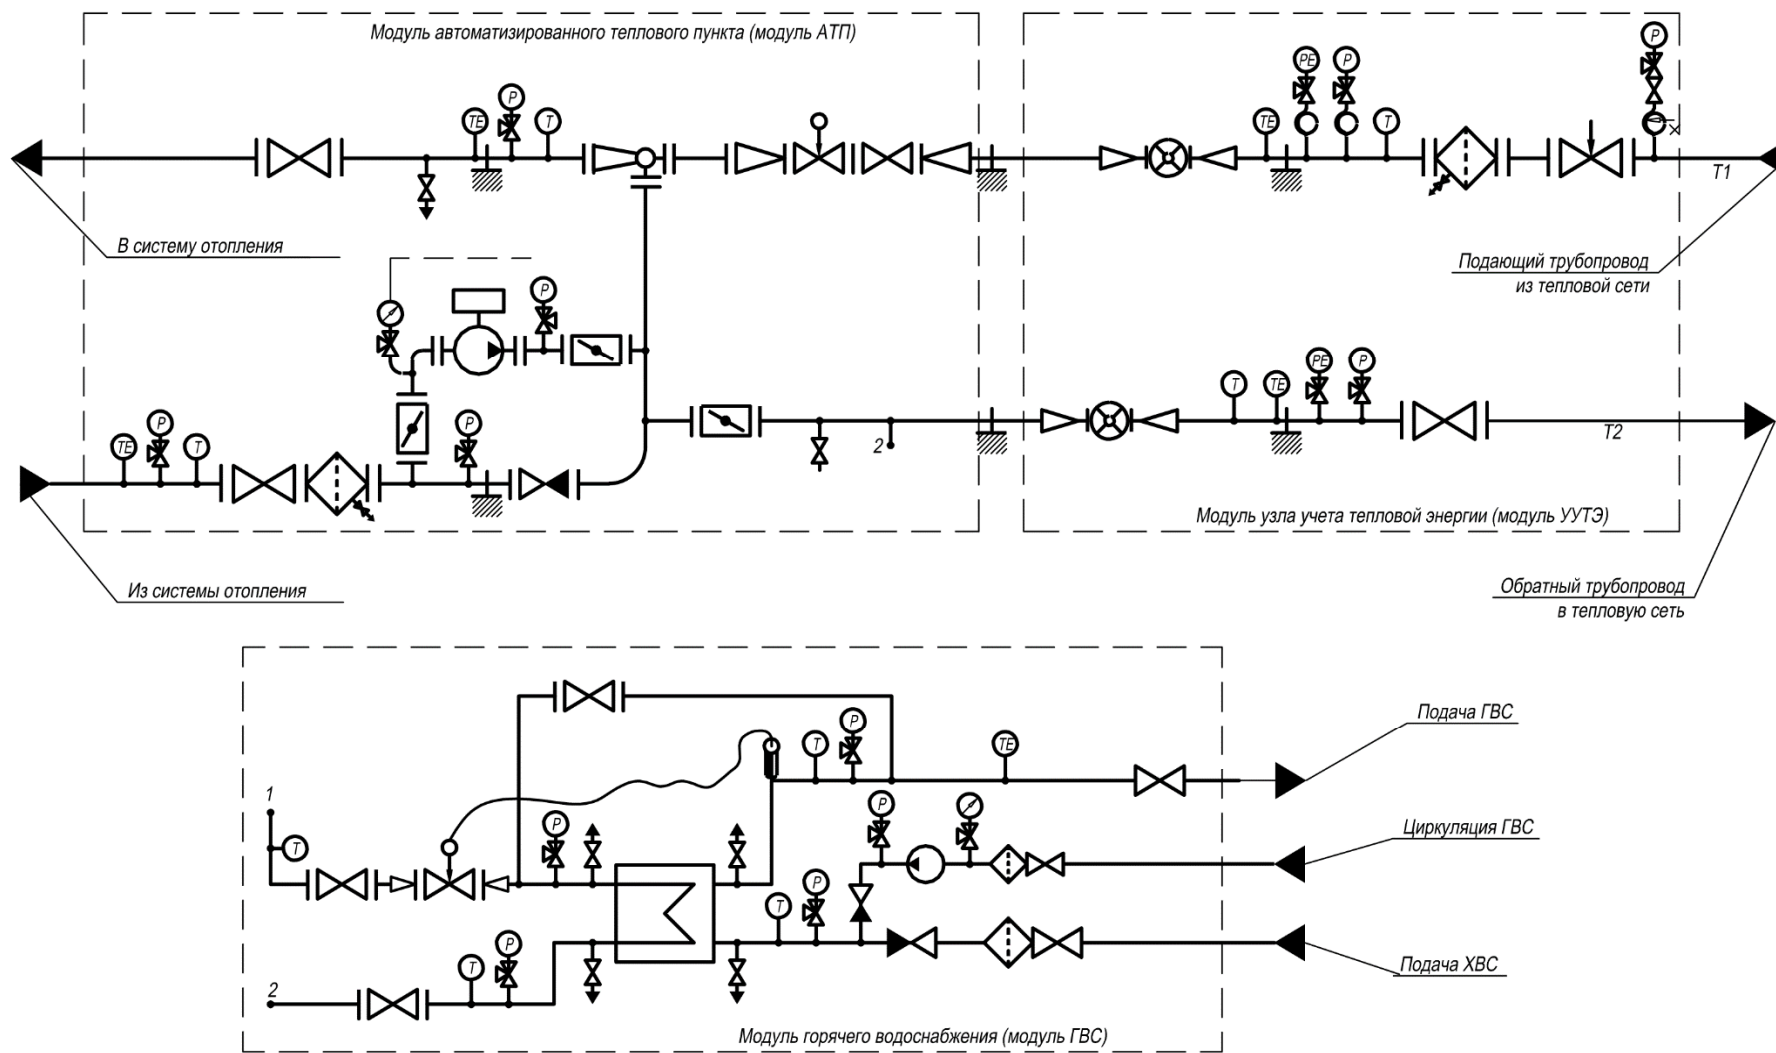 Модуль автоматизированного теплового пункта (модуль АТП)
P
P
PE
P
TE
T
TE
T
T1
В систему отопления
Подающий трубопровод
из тепловой сети
P
PE
P
T
TE
P
P
TE
T
2
T2
Модуль узла учета тепловой энергии (модуль УУТЭ)
Из системы отопления
Обратный трубопровод
в тепловую сеть
Подача ГВС
P
T
TE
1
P
P
Циркуляция ГВС
T
P
T
P
T
Подача ХВС
2
Модуль горячего водоснабжения (модуль ГВС)